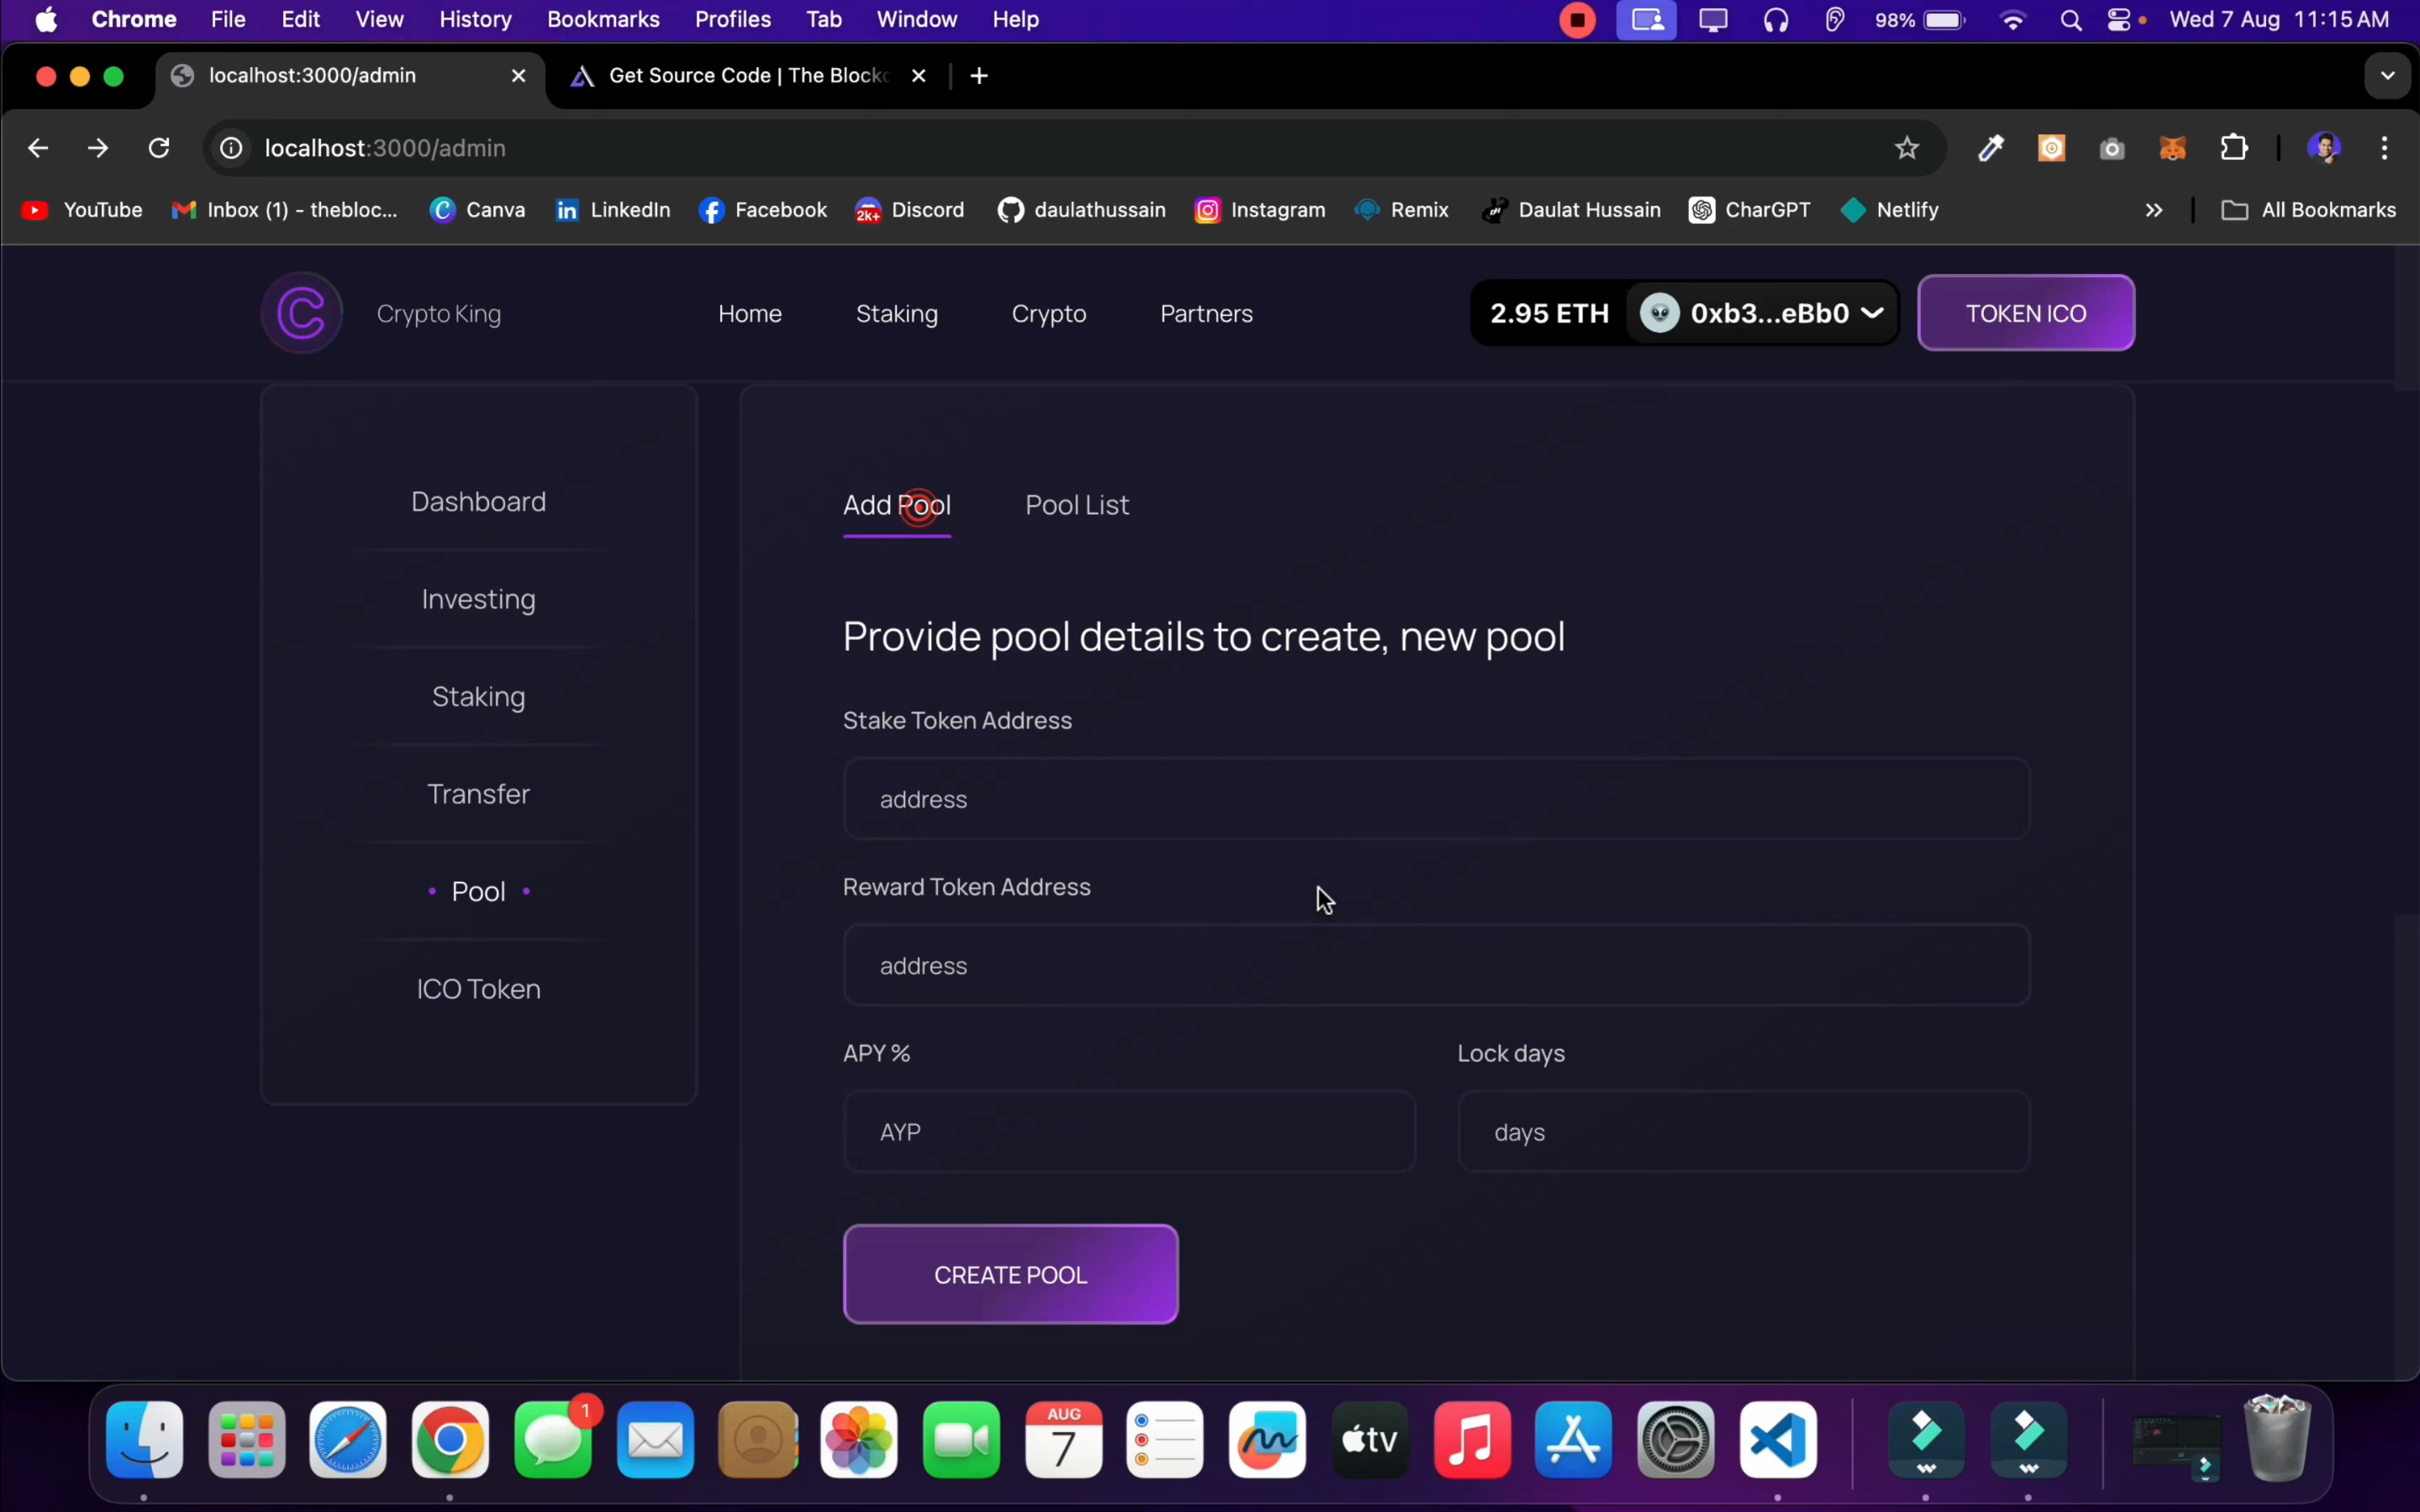 Chrome File Edit View History Bookmarks Profiles Tab Window Help 98% Wed 7 Aug 11:15 AM
localhost:3000/admin Get Source Code | The Blockc
localhost:3000/admin
YouTube Inbox (1) - thebloc... Canva LinkedIn Facebook 2k+ Discord daulathussain Instagram Remix Daulat Hussain CharGPT Netlify » All Bookmarks
Crypto King Home Staking Crypto Partners 2.95 ETH 0xb3...eBb0 TOKEN ICO
Dashboard
Investing
Staking
Transfer
Pool
ICO Token
Add Pool Pool List
Provide pool details to create, new pool
Stake Token Address
address
Reward Token Address
address
APY % Lock days
AYP days
CREATE POOL
1 AUG
7
tv